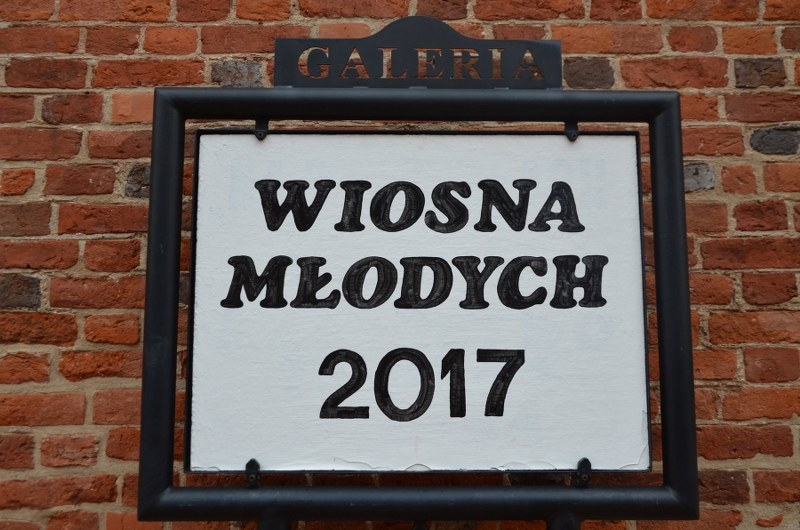 GALERIA
WIOSNA
MŁODYCH
2017